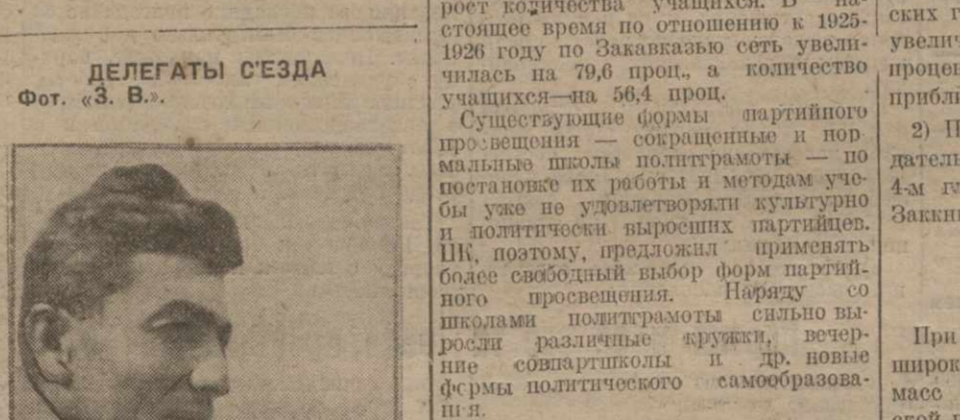 ДЕЛЕГАТЫ С'ЕЗДА
Фот. «З. В.».
рост количества учащихся. В на-
стоящее время по отношению к 1925-
1926 году по Закавказью сеть увели-
чилась на 79,6 проц., а количество
учащихся—на 56,4 проц.
Существующие формы партийного
просвещения — сокращенные и нор
мальные школы политграмоты — по
постановке их работы и методам уче-
бы уже не удовлетворяли культурно
и политически выросших партийцев.
ЦК, поэтому, предложил применять
более свободный выбор форм партий-
ного просвещения. Наряду со
школами политграмоты сильно вы-
росли различные кружки, вечер-
ние совпартшколы и др. новые
формы политического самообразова-
ния.
ских
увелич
процен
прибли
2)
датель
4-м
Закни
При
широк
масс